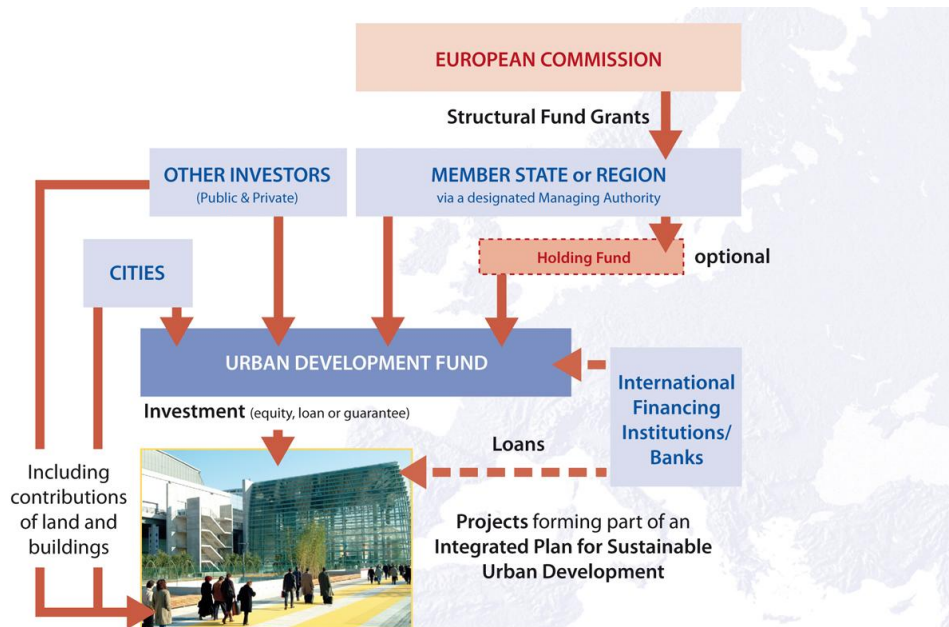 EUROPEAN COMMISSION
Structural Fund Grants
OTHER INVESTORS
(Public & Private)
MEMBER STATE or REGION
via a designated Managing Authority
Holding Fund
optional
CITIES
URBAN DEVELOPMENT FUND
Investment (equity, loan or guarantee)
International
Financing
Institutions/
Banks
Loans
Including
contributions
of land and
buildings
Projects forming part of an
Integrated Plan for Sustainable
Urban Development